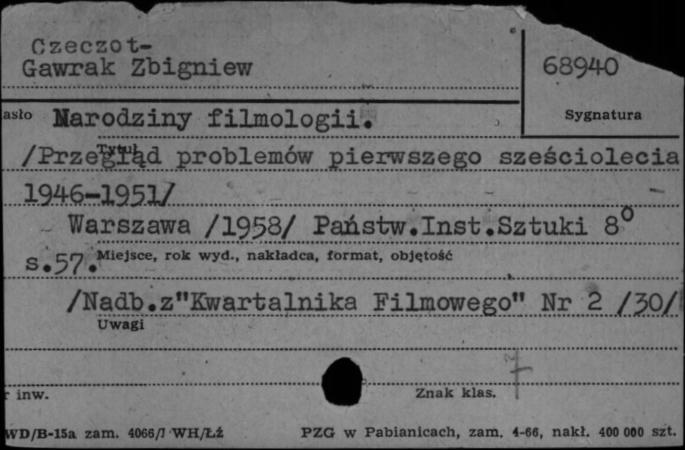 Czeczot-
Gawrak Zbigniew
68940
asło Narodziny filmologii.
Sygnatura
Tytuł
/Przegląd problemów pierwszego sześciolecia
1946-1951/
Warszawa /1958/ Państw.Inst.Sztuki 8°
s.57.
Miejsce, rok wyd., nakładca, format, objętość
/Nadb.z"Kwartalnika Filmowego" Nr 2 /30/
Uwagi
7
r inw.
Znak klas.
WD/B-15a zam. 4066/I WH/Łź
PZG w Pabianicach, zam. 4-66, nakł. 400 000 szt.